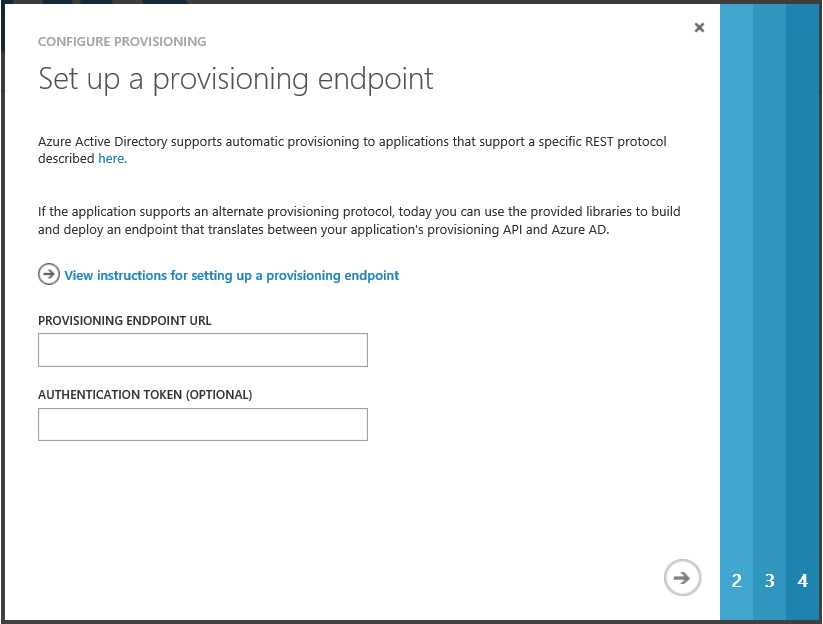 CONFIGURE PROVISIONING
Set up a provisioning endpoint
Azure Active Directory supports automatic provisioning to applications that support a specific REST protocol
described here.
If the application supports an alternate provisioning protocol, today you can use the provided libraries to build
and deploy an endpoint that translates between your application's provisioning API and Azure AD.
View instructions for setting up a provisioning endpoint
PROVISIONING ENDPOINT URL
AUTHENTICATION TOKEN (OPTIONAL)
2 3 4